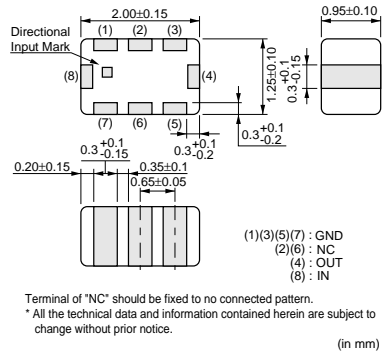 2.00±0.15
0.95±0.10
Directional
Input Mark
(1) (2) (3)
(8)
(4)
1.25±0.10
0.3+0.1-0.15
(7) (6) (5)
0.3+0.1-0.2
0.3+0.1-0.15
0.3+0.1-0.2
0.20±0.15
0.35±0.1
0.65±0.05
(1)(3)(5)(7) : GND
(2)(6) : NC
(4) : OUT
(8) : IN
Terminal of "NC" should be fixed to no connected pattern.
* All the technical data and information contained herein are subject to
change without prior notice.
(in mm)